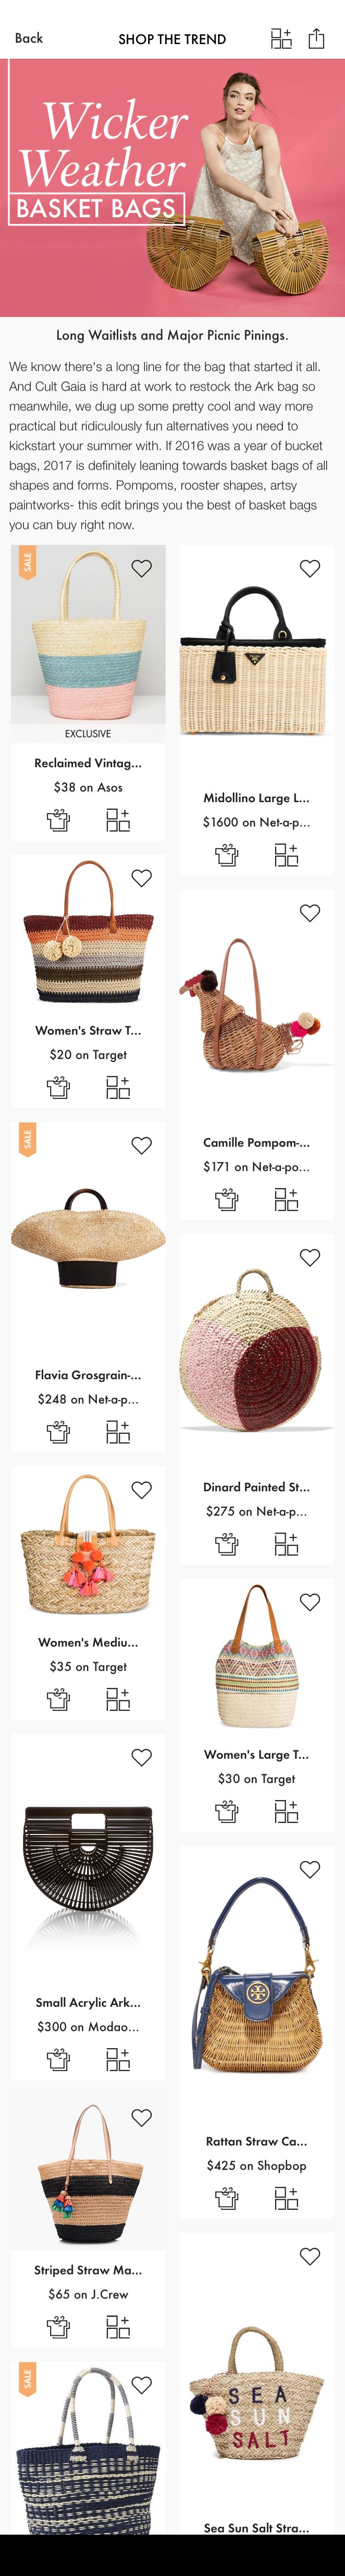 Back
SHOP THE TREND
Wicker
Weather
BASKET BAGS
Long Waitlists and Major Picnic Pinings.
We know there's a long line for the bag that started it all.
And Cult Gaia is hard at work to restock the Ark bag so
meanwhile, we dug up some pretty cool and way more
practical but ridiculously fun alternatives you need to
kickstart your summer with. If 2016 was a year of bucket
bags, 2017 is definitely leaning towards basket bags of all
shapes and forms. Pompoms, rooster shapes, artsy
paintworks- this edit brings you the best of basket bags
you can buy right now.
SALE
EXCLUSIVE
Reclaimed Vintag...
$38 on Asos
Midollino Large L...
$1600 on Net-a-p...
Women's Straw T...
$20 on Target
Camille Pompom-...
$171 on Net-a-po...
SALE
Flavia Grosgrain-...
$248 on Net-a-p...
Dinard Painted St...
$275 on Net-a-p...
Women's Mediu...
$35 on Target
Women's Large T...
$30 on Target
Small Acrylic Ark...
$300 on Modao...
Rattan Straw Ca...
$425 on Shopbop
Striped Straw Ma...
$65 on J.Crew
SALE
SEA
SUN
SALT
Sea Sun Salt Stra...